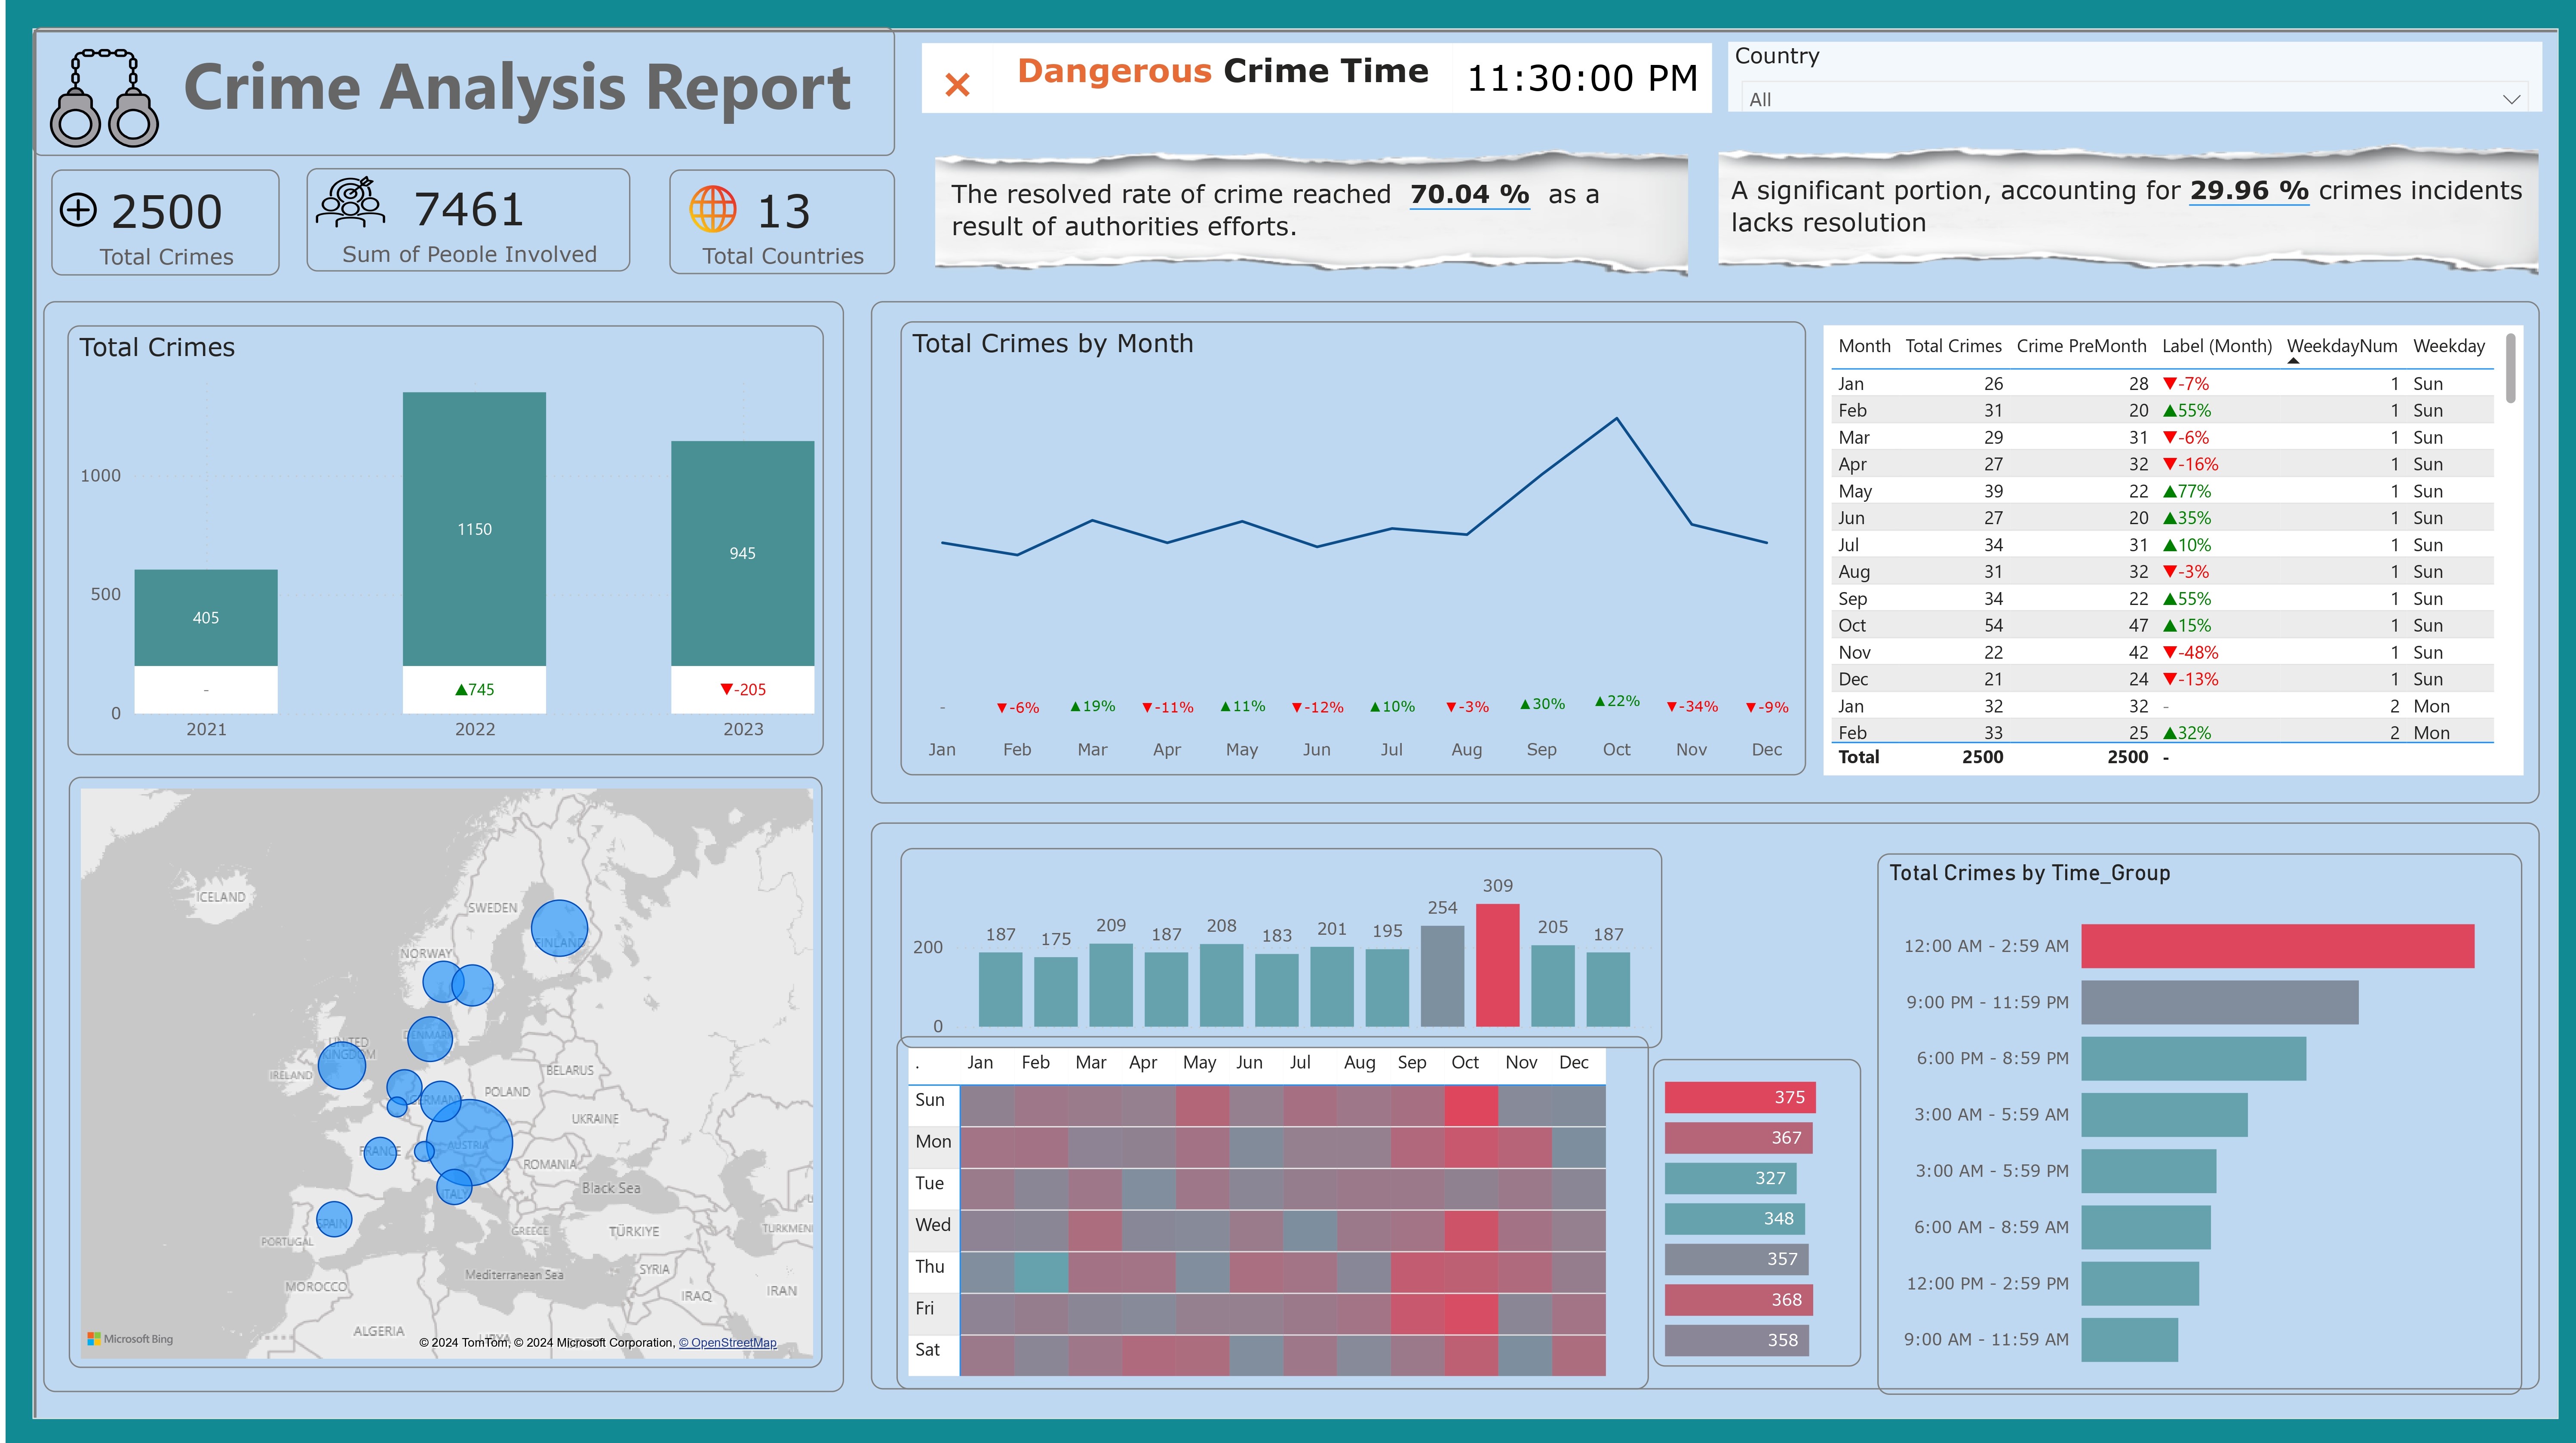 Crime Analysis Report
Dangerous Crime Time 11:30:00 PM
Country
All
2500
Total Crimes
7461
Sum of People Involved
13
Total Countries
The resolved rate of crime reached 70.04 % as a
result of authorities efforts.
A significant portion, accounting for 29.96 % crimes incidents
lacks resolution
Total Crimes
1000
500
0
405
1150
945
-
▲745
▼-205
2021 2022 2023
Total Crimes by Month
- ▼-6% ▲19% ▼-11% ▲11% ▼-12% ▲10% ▼-3% ▲30% ▲22% ▼-34% ▼-9%
Jan Feb Mar Apr May Jun Jul Aug Sep Oct Nov Dec
Month Total Crimes Crime PreMonth Label (Month) WeekdayNum Weekday
Jan 26 28 ▼-7% 1 Sun
Feb 31 20 ▲55% 1 Sun
Mar 29 31 ▼-6% 1 Sun
Apr 27 32 ▼-16% 1 Sun
May 39 22 ▲77% 1 Sun
Jun 27 20 ▲35% 1 Sun
Jul 34 31 ▲10% 1 Sun
Aug 31 32 ▼-3% 1 Sun
Sep 34 22 ▲55% 1 Sun
Oct 54 47 ▲15% 1 Sun
Nov 22 42 ▼-48% 1 Sun
Dec 21 24 ▼-13% 1 Sun
Jan 32 32 - 2 Mon
Feb 33 25 ▲32% 2 Mon
Total 2500 2500 -
ICELAND
SWEDEN
FINLAND
NORWAY
DENMARK
UNITED
KINGDOM
IRELAND
BELARUS
POLAND
GERMANY
UKRAINE
AUSTRIA
FRANCE
ROMANIA
ITALY
Black Sea
SPAIN
PORTUGAL
GREECE
TÜRKIYE
TURKMEN
Mediterranean Sea
SYRIA
MOROCCO
IRAQ
IRAN
ALGERIA
LIBYA
Microsoft Bing
© 2024 TomTom, © 2024 Microsoft Corporation, © OpenStreetMap
200
0
187 175 209 187 208 183 201 195 254 309 205 187
. Jan Feb Mar Apr May Jun Jul Aug Sep Oct Nov Dec
Sun
Mon
Tue
Wed
Thu
Fri
Sat
375
367
327
348
357
368
358
Total Crimes by Time_Group
12:00 AM - 2:59 AM
9:00 PM - 11:59 PM
6:00 PM - 8:59 PM
3:00 AM - 5:59 AM
3:00 AM - 5:59 PM
6:00 AM - 8:59 AM
12:00 PM - 2:59 PM
9:00 AM - 11:59 AM